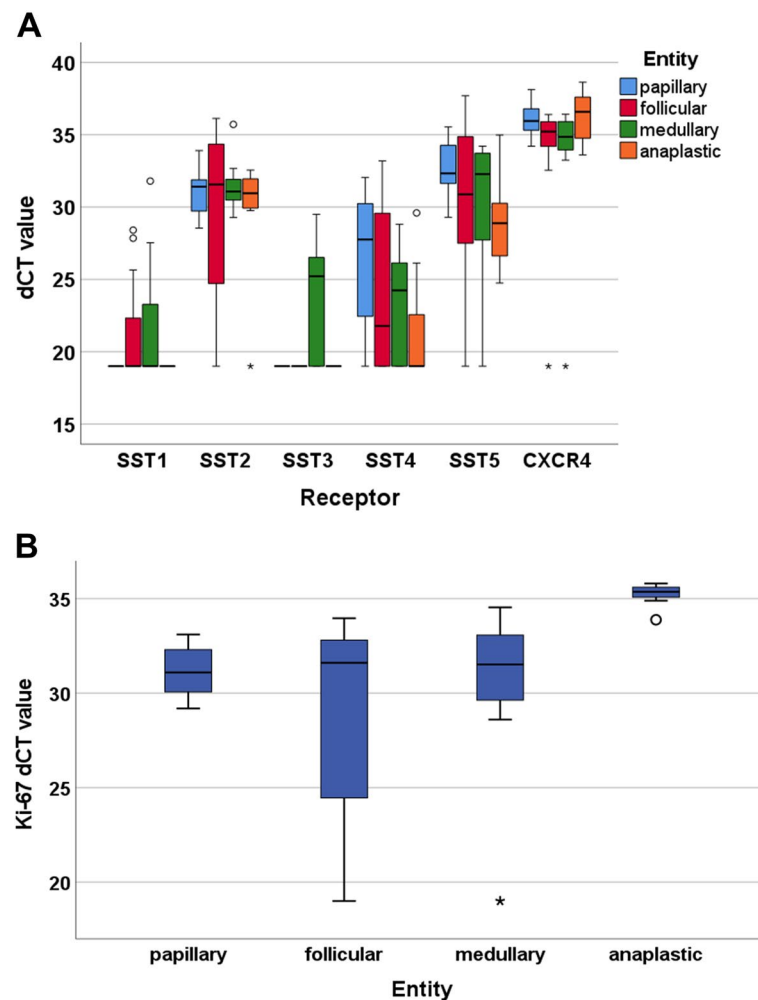 A
40
35
30
25
20
15
dCT value
Entity
papillary
follicular
medullary
anaplastic
SST1 SST2 SST3 SST4 SST5 CXCR4
Receptor
B
35
30
25
20
Ki-67 dCT value
papillary follicular medullary anaplastic
Entity